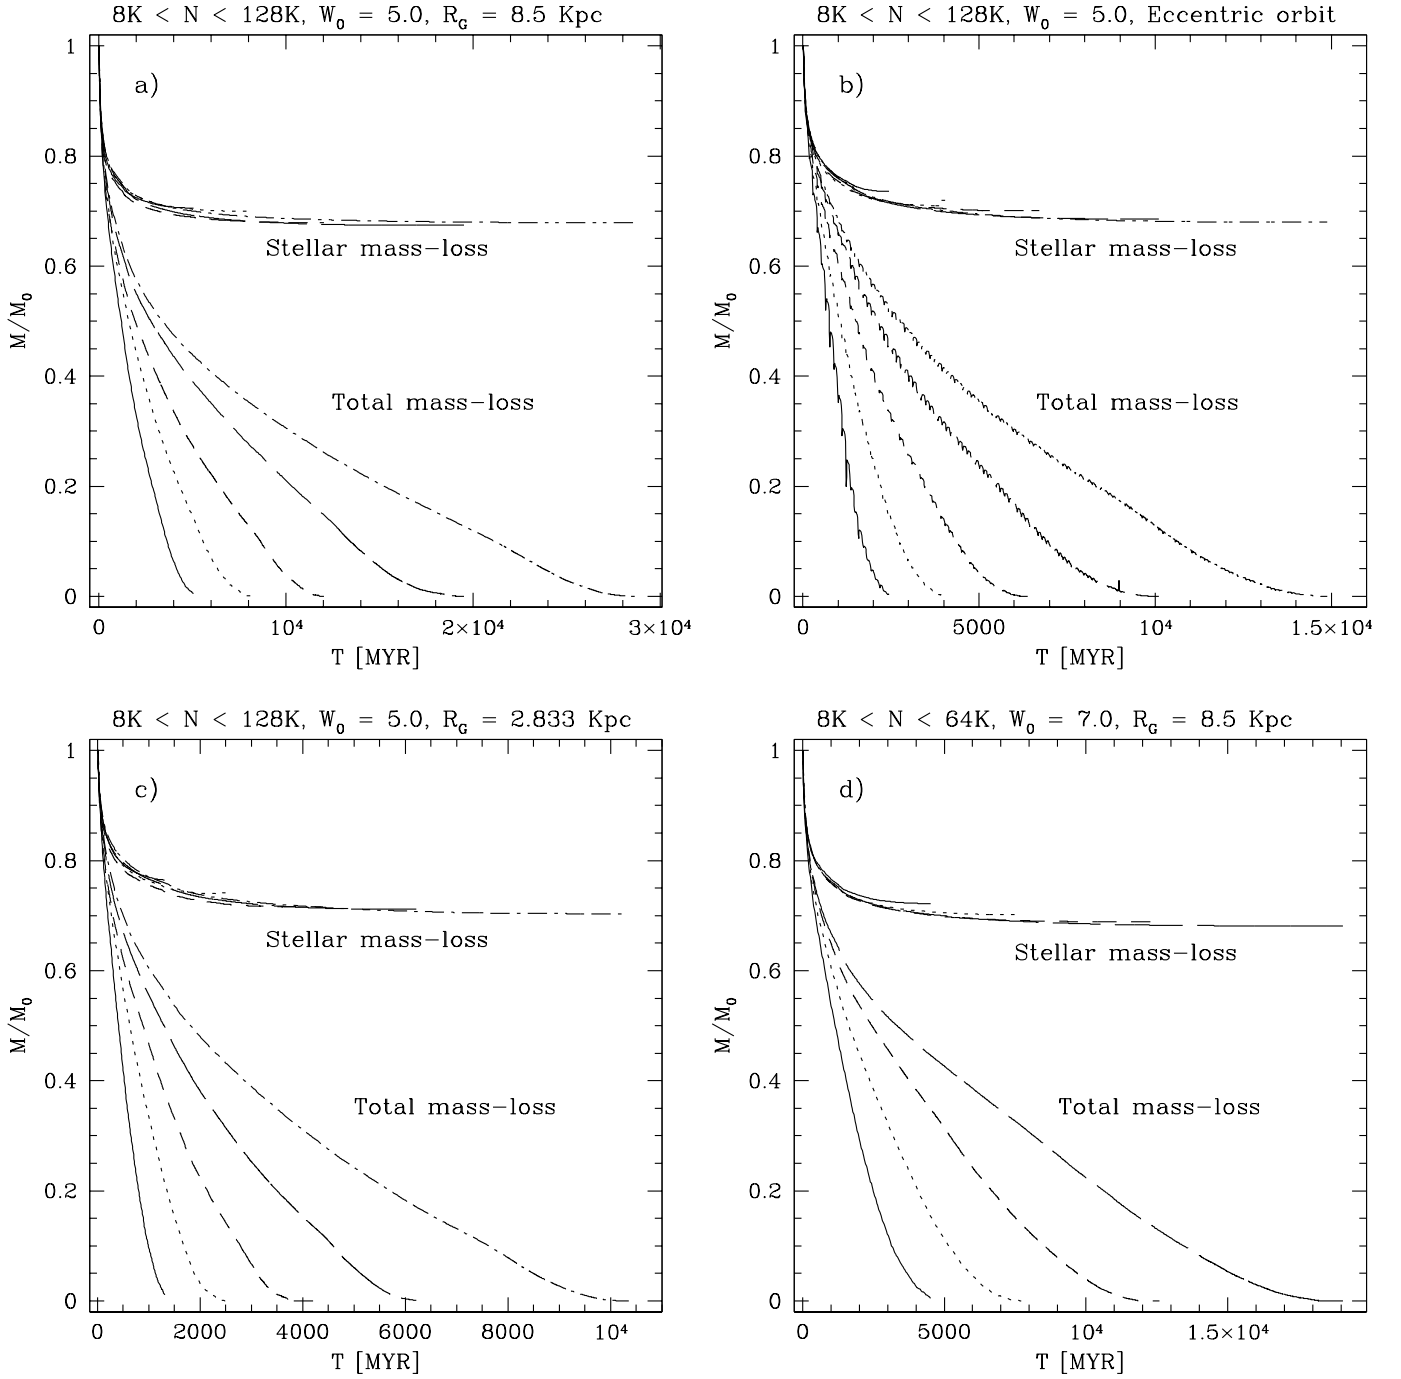 8K < N < 128K, W₀ = 5.0, R_G = 8.5 Kpc
a)
1
0.8
0.6
0.4
0.2
0
M/M₀
Stellar mass-loss
Total mass-loss
0 10⁴ 2×10⁴ 3×10⁴
T [MYR]
8K < N < 128K, W₀ = 5.0, Eccentric orbit
b)
1
0.8
0.6
0.4
0.2
0
M/M₀
Stellar mass-loss
Total mass-loss
0 5000 10⁴ 1.5×10⁴
T [MYR]
8K < N < 128K, W₀ = 5.0, R_G = 2.833 Kpc
c)
1
0.8
0.6
0.4
0.2
0
M/M₀
Stellar mass-loss
Total mass-loss
0 2000 4000 6000 8000 10⁴
T [MYR]
8K < N < 64K, W₀ = 7.0, R_G = 8.5 Kpc
d)
1
0.8
0.6
0.4
0.2
0
M/M₀
Stellar mass-loss
Total mass-loss
0 5000 10⁴ 1.5×10⁴
T [MYR]